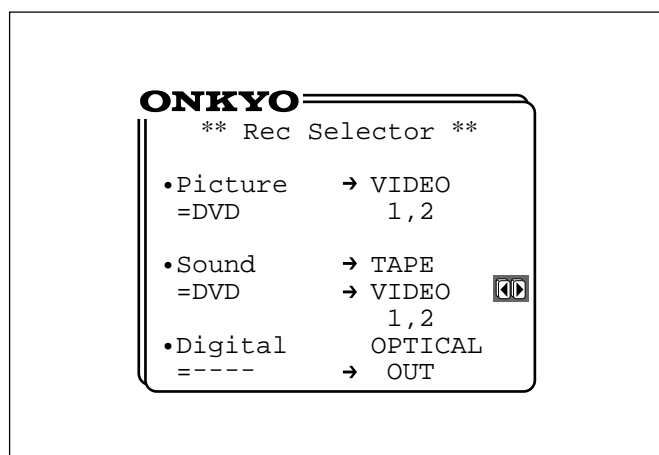 ONKYO
** Rec Selector **
•Picture → VIDEO
=DVD 1,2
•Sound → TAPE
=DVD → VIDEO
1,2
•Digital OPTICAL
=---- → OUT